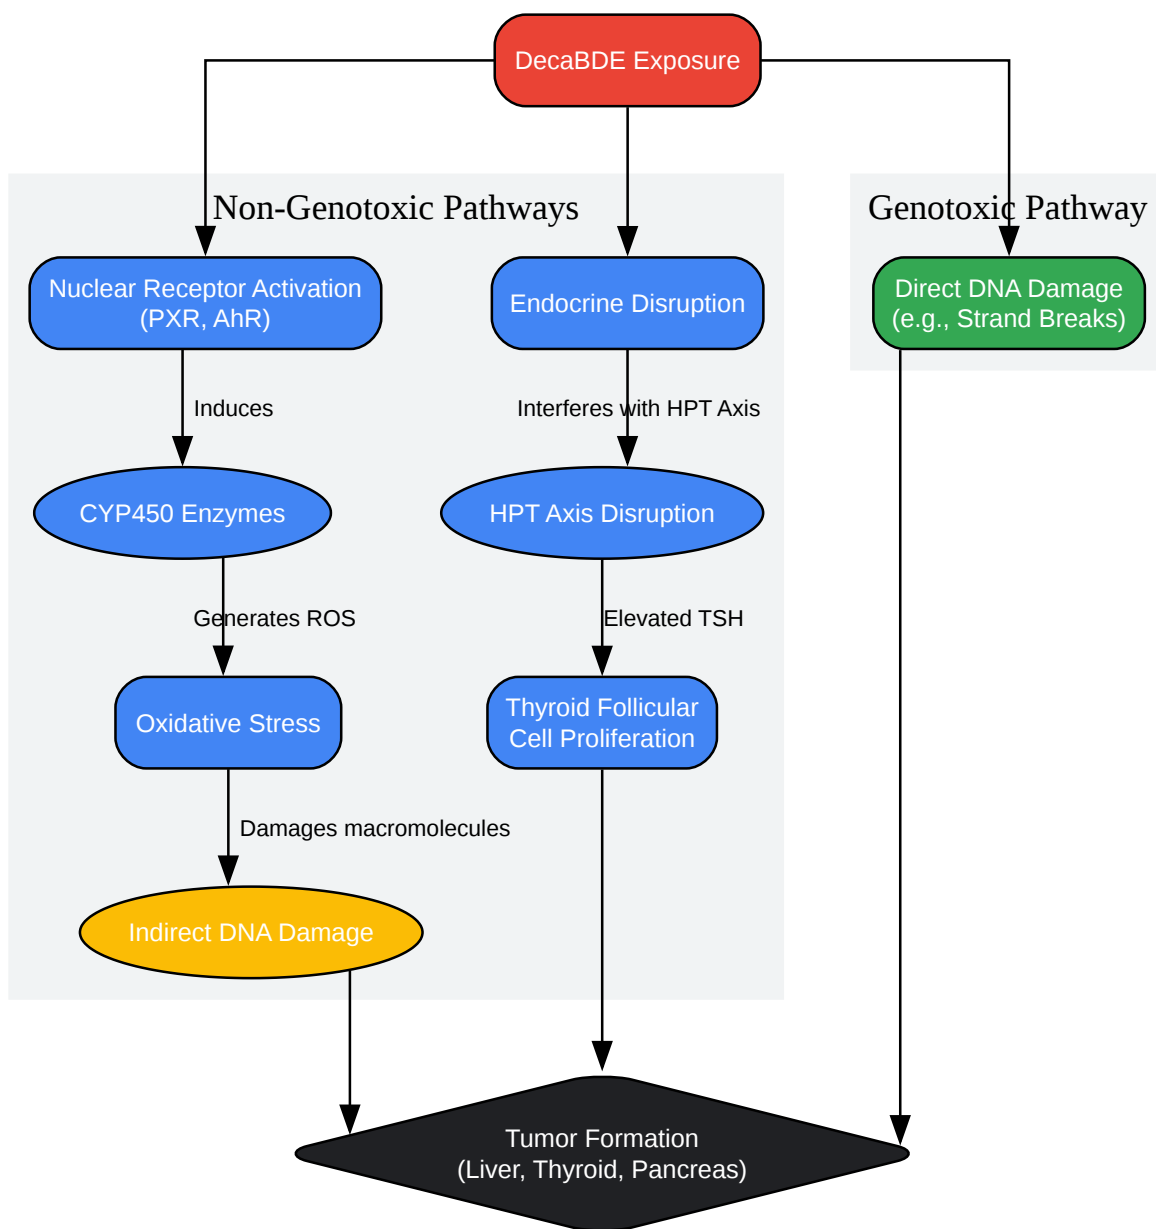 DecaBDE Exposure
Non-Genotoxic Pathways
Genotoxic Pathway
Nuclear Receptor Activation
(PXR, AhR)
Endocrine Disruption
Direct DNA Damage
(e.g., Strand Breaks)
Induces
Interferes with HPT Axis
CYP450 Enzymes
HPT Axis Disruption
Generates ROS
Elevated TSH
Oxidative Stress
Thyroid Follicular
Cell Proliferation
Damages macromolecules
Indirect DNA Damage
Tumor Formation
(Liver, Thyroid, Pancreas)